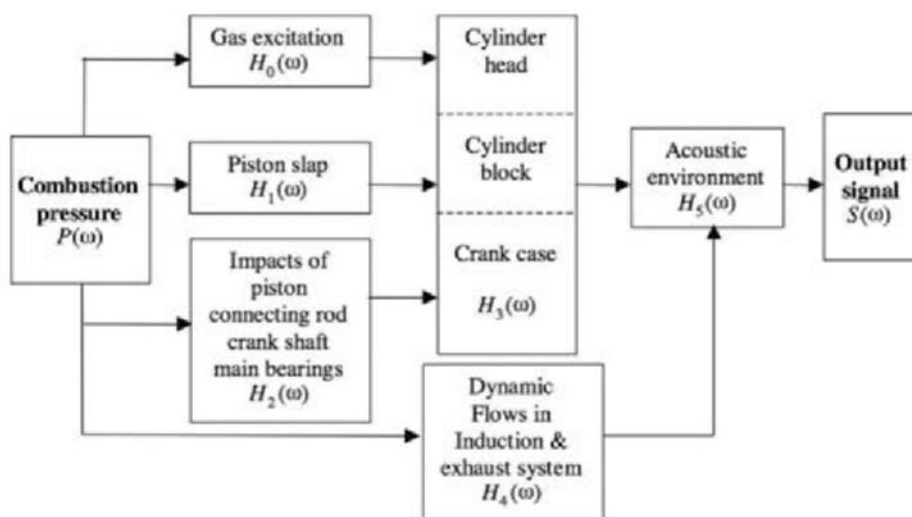 Gas excitation
H₀(ω)
Cylinder
head
Combustion
pressure
P(ω)
Piston slap
H₁(ω)
Cylinder
block
Acoustic
environment
H₅(ω)
Output
signal
S(ω)
Impacts of
piston
connecting rod
crank shaft
main bearings
H₂(ω)
Crank case
H₃(ω)
Dynamic
Flows in
Induction &
exhaust system
H₄(ω)